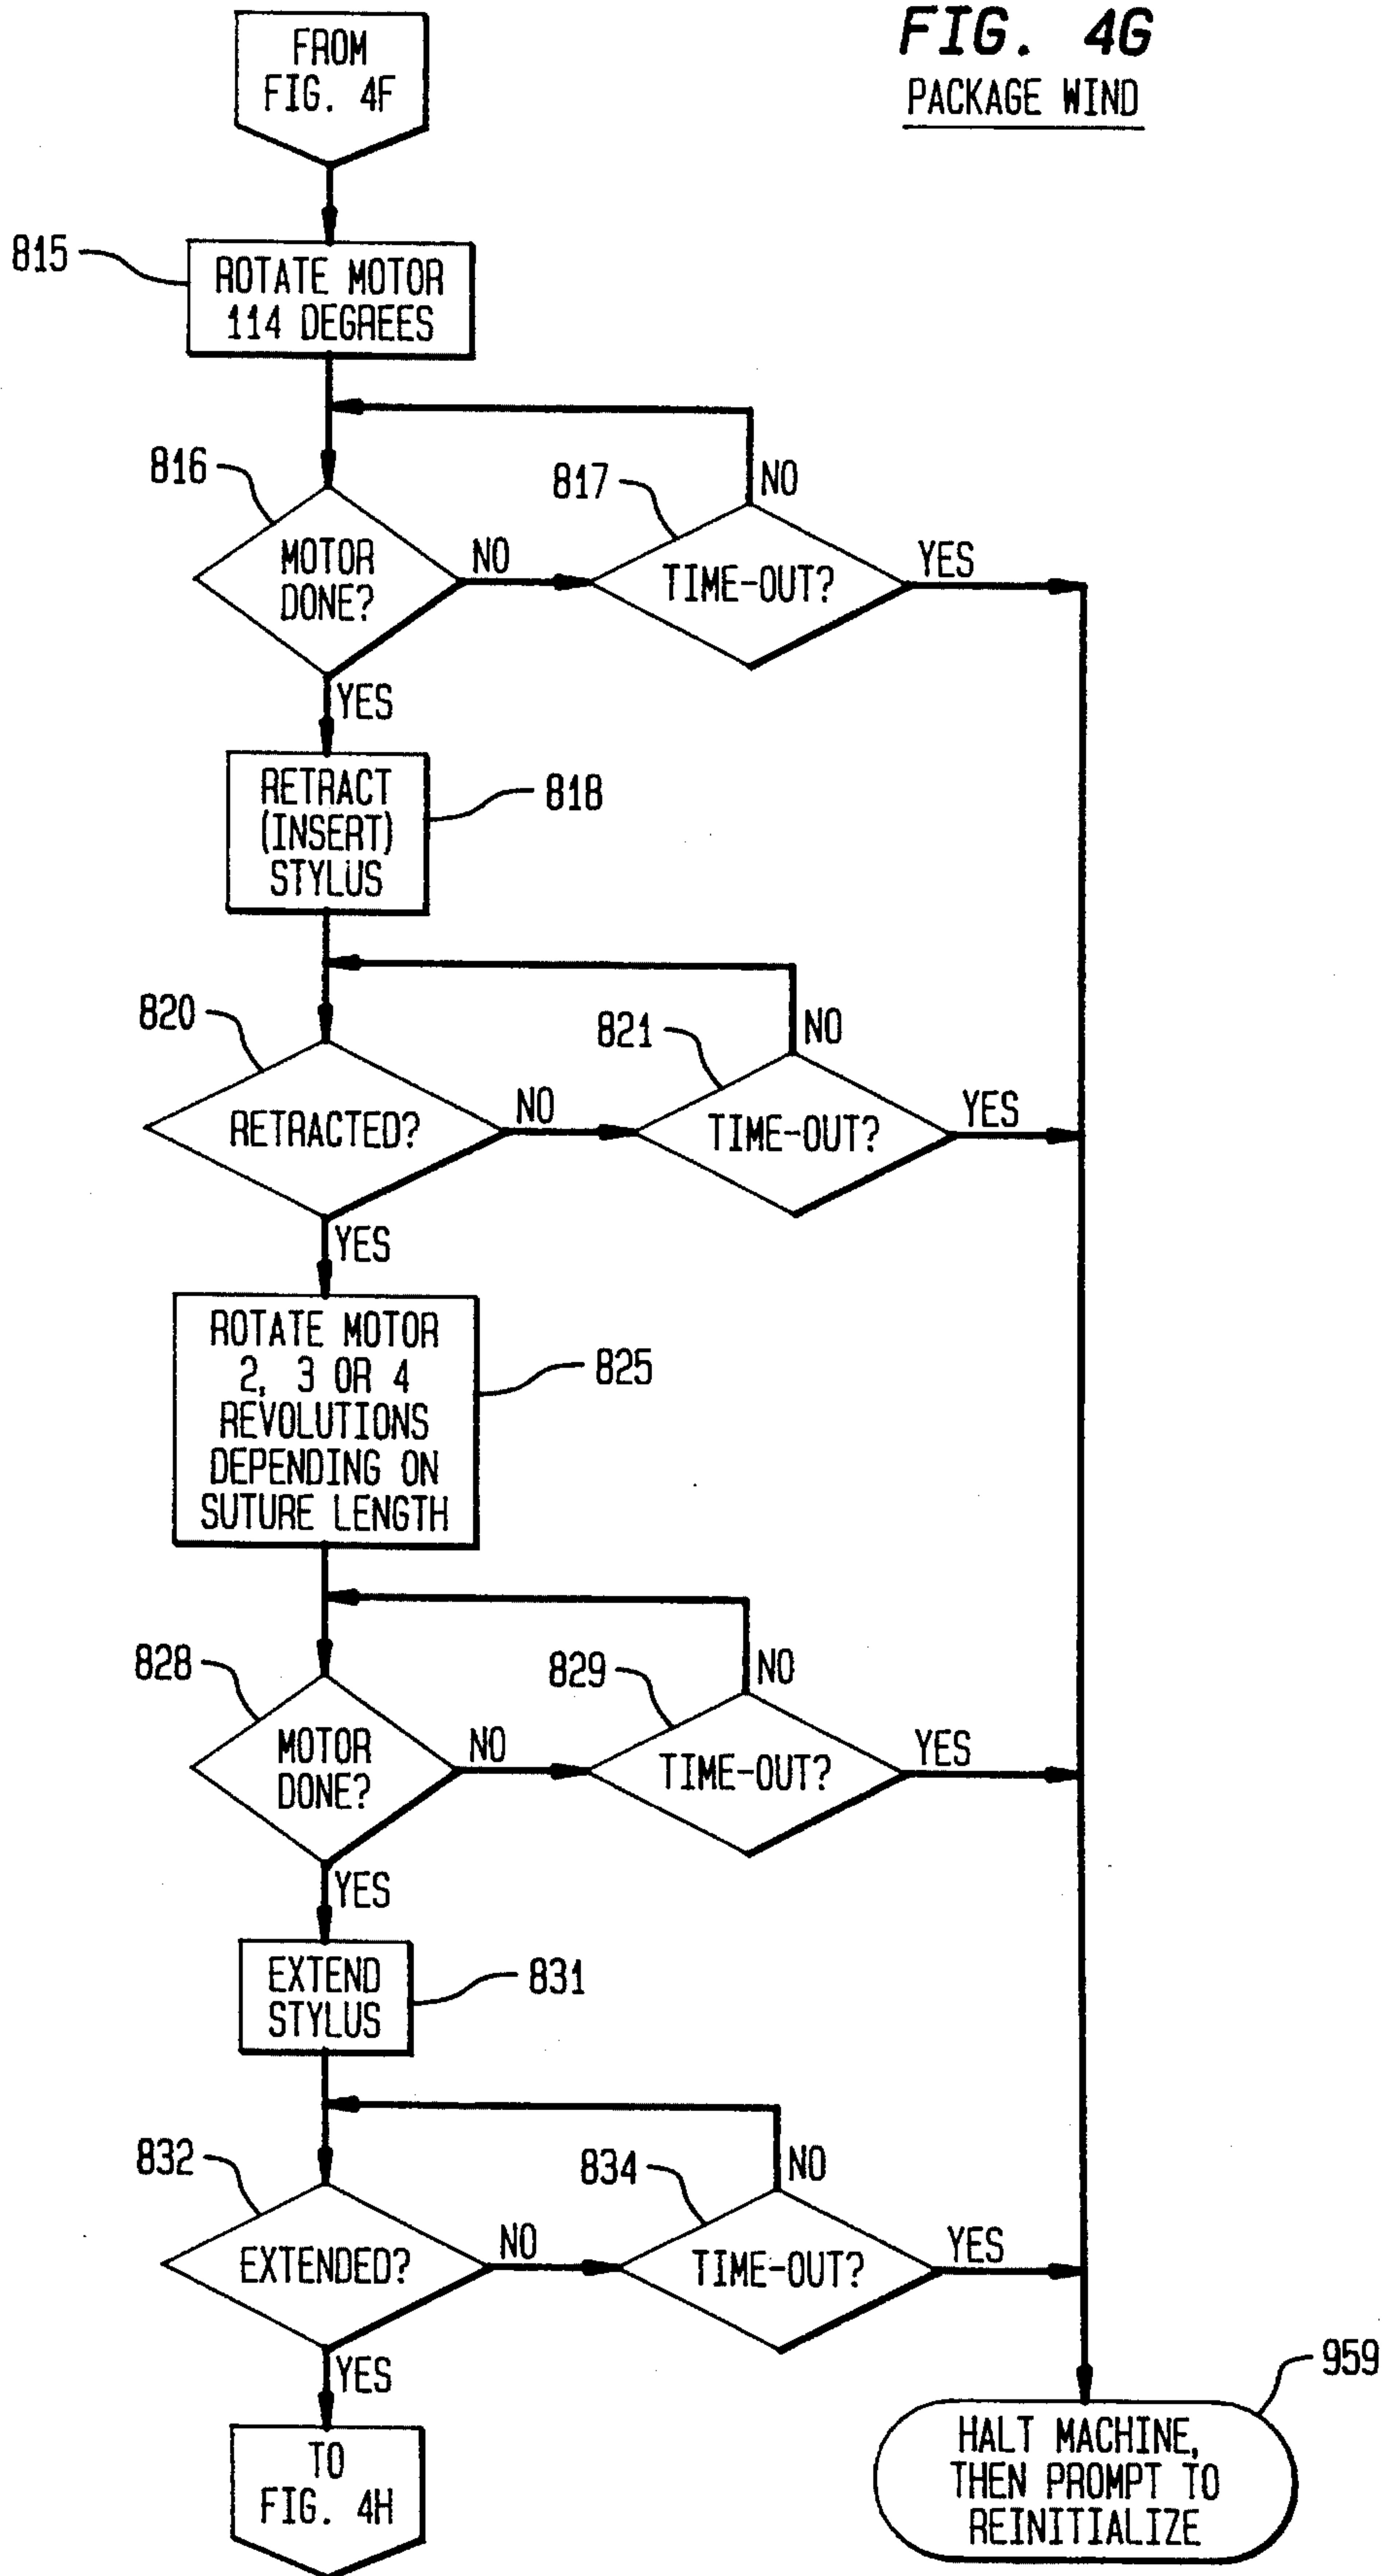 FIG. 4G
PACKAGE WIND
FROM
FIG. 4F
815
ROTATE MOTOR
114 DEGREES
816
MOTOR
DONE?
NO
817
TIME-OUT?
NO
YES
YES
RETRACT
(INSERT)
STYLUS
818
820
RETRACTED?
NO
821
TIME-OUT?
NO
YES
YES
ROTATE MOTOR
2, 3 OR 4
REVOLUTIONS
DEPENDING ON
SUTURE LENGTH
825
828
MOTOR
DONE?
NO
829
TIME-OUT?
NO
YES
YES
EXTEND
STYLUS
831
832
EXTENDED?
NO
834
TIME-OUT?
NO
YES
YES
TO
FIG. 4H
959
HALT MACHINE,
THEN PROMPT TO
REINITIALIZE